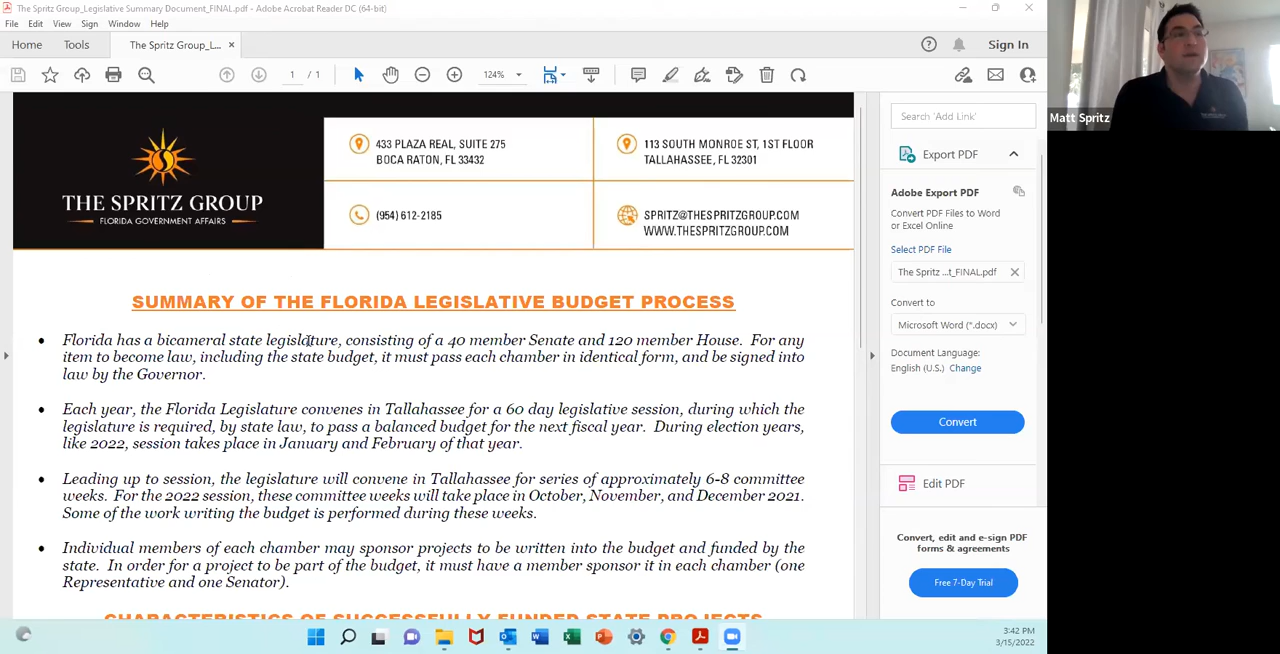 The Spritz Group_Legislative Summary Document_FINAL.pdf - Adobe Acrobat Reader DC (64-bit)
File Edit View Sign Window Help
Home Tools The Spritz Group_L... × Sign In
1 / 1 124%
THE SPRITZ GROUP
FLORIDA GOVERNMENT AFFAIRS
433 PLAZA REAL, SUITE 275
BOCA RATON, FL 33432
113 SOUTH MONROE ST, 1ST FLOOR
TALLAHASSEE, FL 32301
(954) 612-2185
SPRITZ@THESPRITZGROUP.COM
WWW.THESPRITZGROUP.COM
SUMMARY OF THE FLORIDA LEGISLATIVE BUDGET PROCESS
• Florida has a bicameral state legislature, consisting of a 40 member Senate and 120 member House. For any
item to become law, including the state budget, it must pass each chamber in identical form, and be signed into
law by the Governor.
• Each year, the Florida Legislature convenes in Tallahassee for a 60 day legislative session, during which the
legislature is required, by state law, to pass a balanced budget for the next fiscal year. During election years,
like 2022, session takes place in January and February of that year.
• Leading up to session, the legislature will convene in Tallahassee for series of approximately 6-8 committee
weeks. For the 2022 session, these committee weeks will take place in October, November, and December 2021.
Some of the work writing the budget is performed during these weeks.
• Individual members of each chamber may sponsor projects to be written into the budget and funded by the
state. In order for a project to be part of the budget, it must have a member sponsor it in each chamber (one
Representative and one Senator).
CHARACTERISTICS OF SUCCESSFULLY FUNDED STATE PROJECTS
Search 'Add Link'
Export PDF
Adobe Export PDF
Convert PDF Files to Word
or Excel Online
Select PDF File
The Spritz ...t_FINAL.pdf ×
Convert to
Microsoft Word (*.docx)
Document Language:
English (U.S.) Change
Convert
Edit PDF
Convert, edit and e-sign PDF
forms & agreements
Free 7-Day Trial
Matt Spritz
3:42 PM
3/15/2022